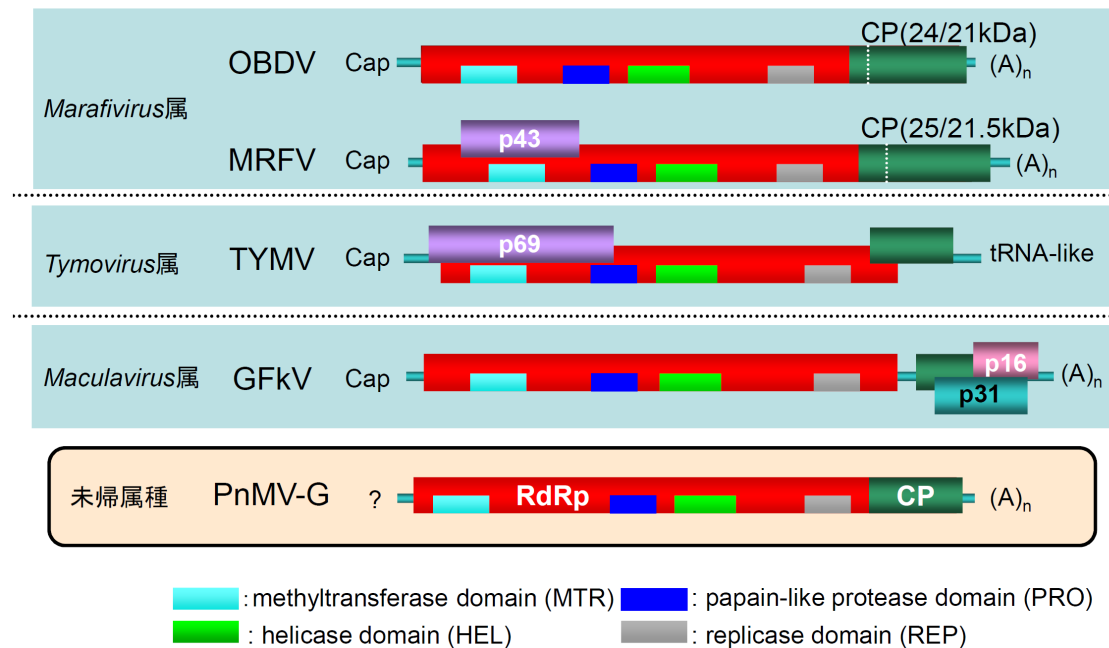 CP(24/21kDa)
OBDV Cap (A)n
Marafivirus属
p43 CP(25/21.5kDa)
MRFV Cap (A)n
p69
Tymovirus属 TYMV Cap tRNA-like
Maculavirus属 GFkV Cap p16 (A)n
p31
未帰属種 PnMV-G ? RdRp CP (A)n
: methyltransferase domain (MTR) : papain-like protease domain (PRO)
: helicase domain (HEL) : replicase domain (REP)